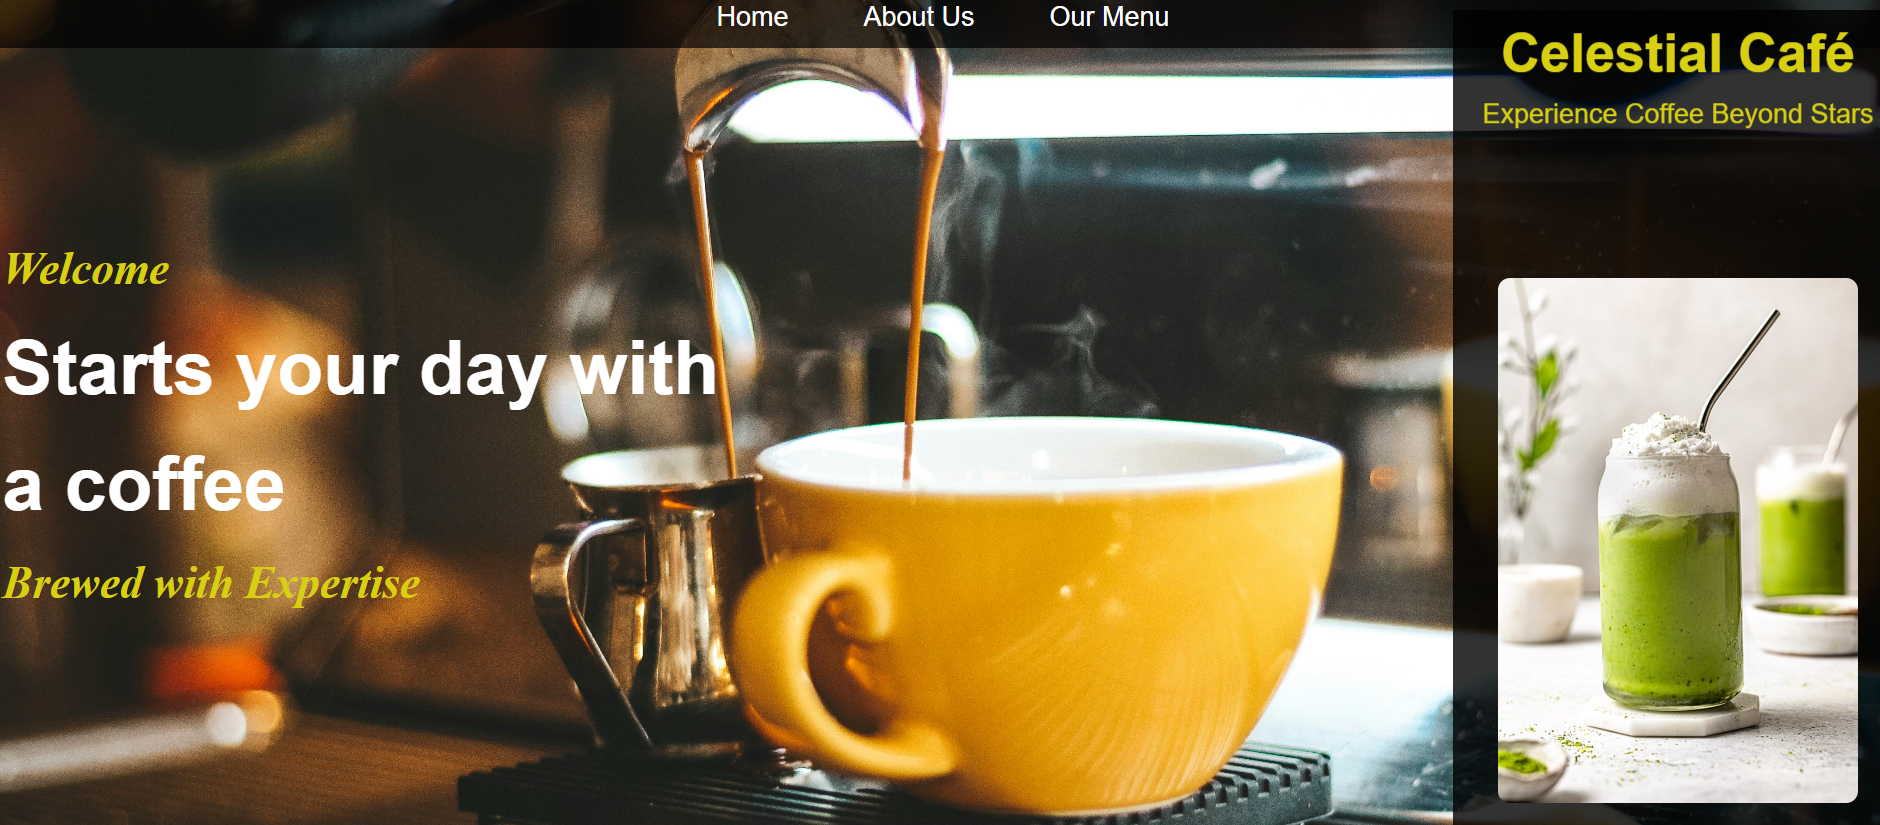 Home
About Us
Our Menu
Celestial Café
Experience Coffee Beyond Stars
Welcome
Starts your day with
a coffee
Brewed with Expertise